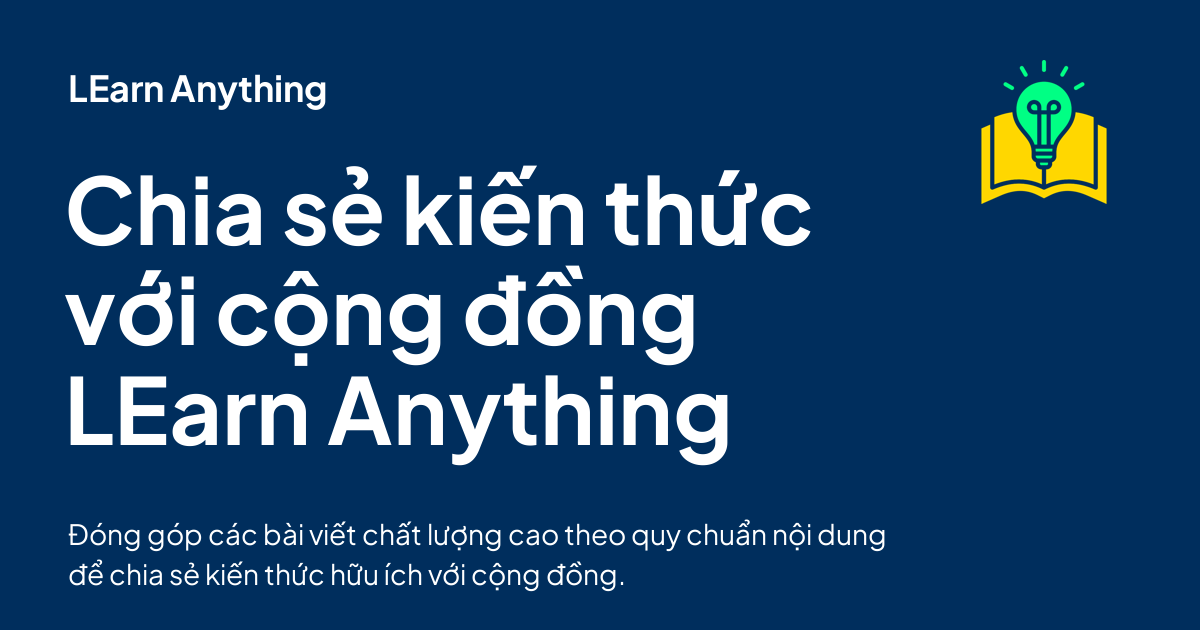 LEarn Anything
Chia sẻ kiến thức
với cộng đồng
LEarn Anything
Đóng góp các bài viết chất lượng cao theo quy chuẩn nội dung
để chia sẻ kiến thức hữu ích với cộng đồng.